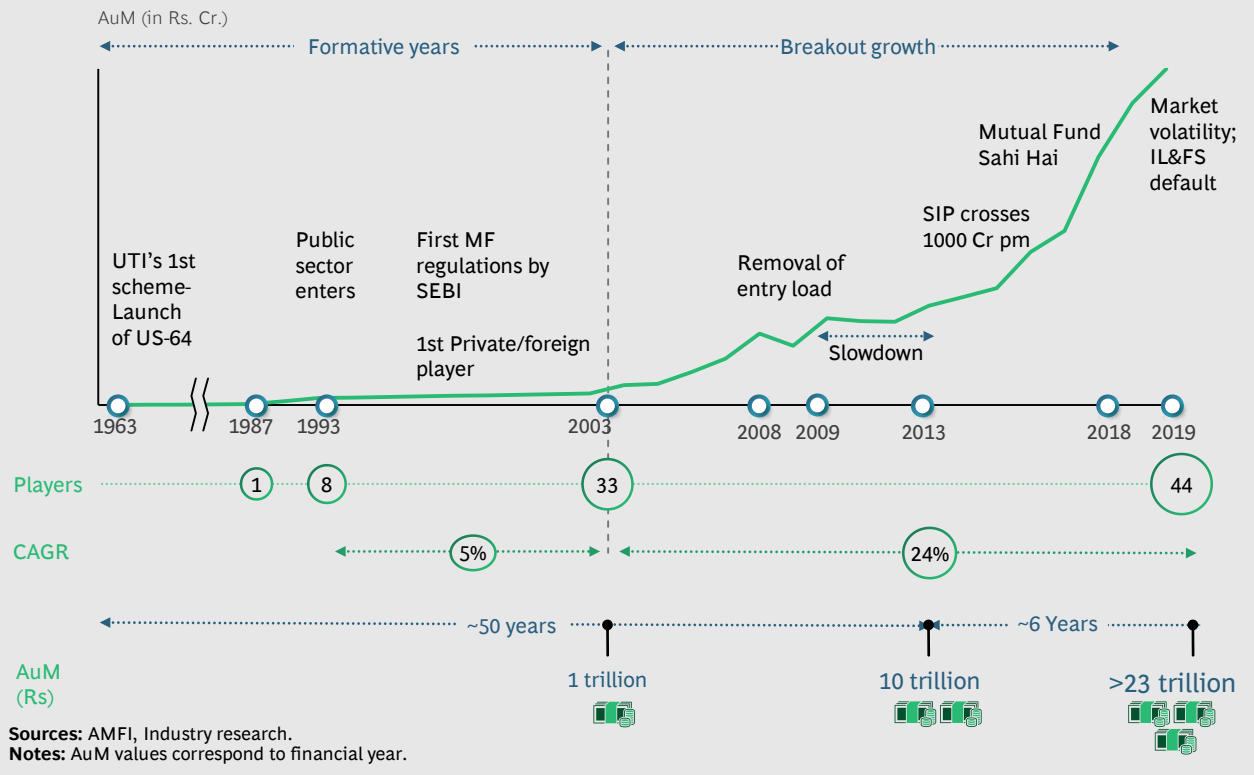 AuM (in Rs. Cr.)
Formative years
Breakout growth
UTI’s 1st
scheme-
Launch
of US-64
Public
sector
enters
First MF
regulations by
SEBI
1st Private/foreign
player
Removal of
entry load
Slowdown
SIP crosses
1000 Cr pm
Mutual Fund
Sahi Hai
Market
volatility;
IL&FS
default
1963
1987
1993
2003
2008
2009
2013
2018
2019
Players
1
8
33
44
CAGR
5%
24%
~50 years
~6 Years
AuM
(Rs)
1 trillion
10 trillion
>23 trillion
Sources: AMFI, Industry research.
Notes: AuM values correspond to financial year.